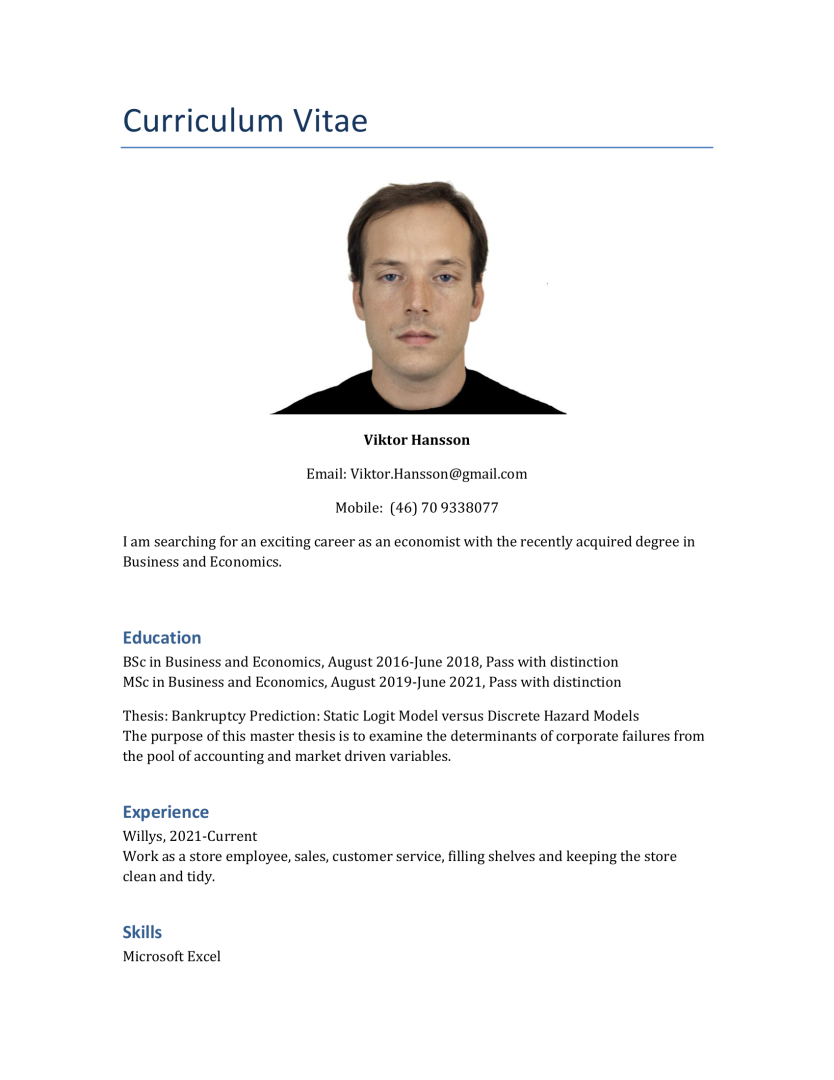 Curriculum Vitae
Viktor Hansson
Email: Viktor.Hansson@gmail.com
Mobile:  (46) 70 9338077
I am searching for an exciting career as an economist with the recently acquired degree in
Business and Economics.
Education
BSc in Business and Economics, August 2016-June 2018, Pass with distinction
MSc in Business and Economics, August 2019-June 2021, Pass with distinction
Thesis: Bankruptcy Prediction: Static Logit Model versus Discrete Hazard Models
The purpose of this master thesis is to examine the determinants of corporate failures from
the pool of accounting and market driven variables.
Experience
Willys, 2021-Current
Work as a store employee, sales, customer service, filling shelves and keeping the store
clean and tidy.
Skills
Microsoft Excel